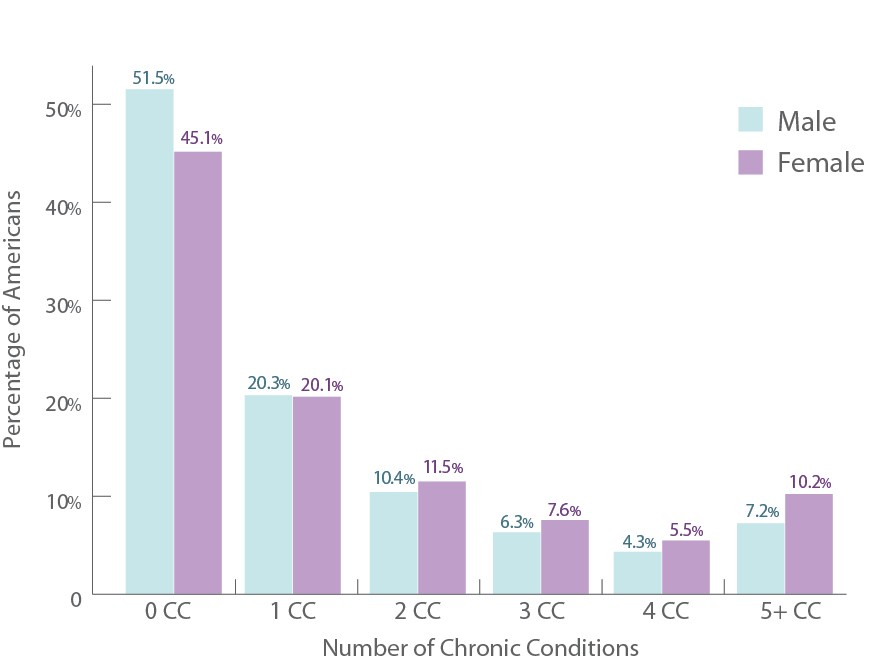 51.5%
50%
45.1%
Male
Female
40%
Percentage of Americans
30%
20.3% 20.1%
20%
10.4% 11.5%
10%
6.3% 7.6%
4.3% 5.5%
7.2% 10.2%
0
0 CC 1 CC 2 CC 3 CC 4 CC 5+ CC
Number of Chronic Conditions